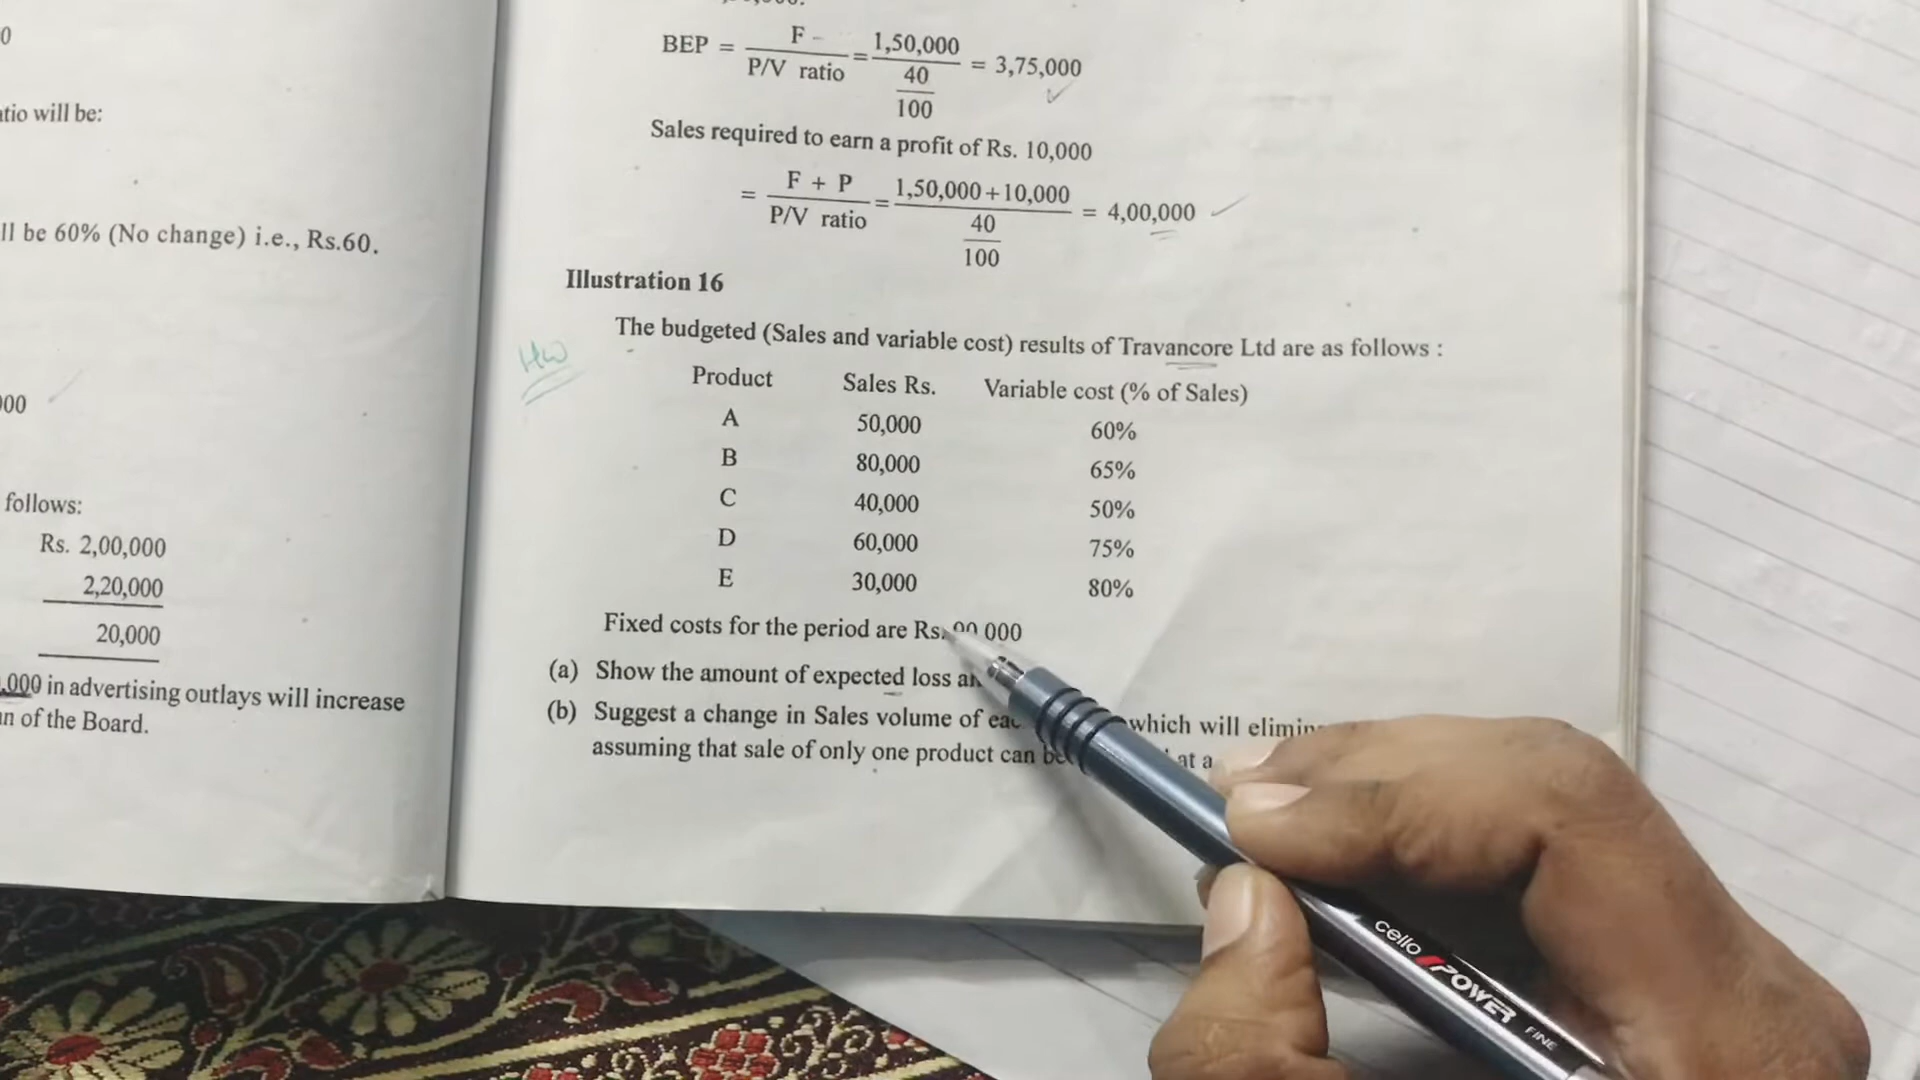 0
atio will be:
ll be 60% (No change) i.e., Rs.60.
000
follows:
Rs. 2,00,000
2,20,000
20,000
,000 in advertising outlays will increase
an of the Board.
BEP = F / P/V ratio = 1,50,000 / 40/100 = 3,75,000
Sales required to earn a profit of Rs. 10,000
= F + P / P/V ratio = 1,50,000+10,000 / 40/100 = 4,00,000
Illustration 16
HW
The budgeted (Sales and variable cost) results of Travancore Ltd are as follows :
Product Sales Rs. Variable cost (% of Sales)
A 50,000 60%
B 80,000 65%
C 40,000 50%
D 60,000 75%
E 30,000 80%
Fixed costs for the period are Rs. 90,000
(a) Show the amount of expected loss
(b) Suggest a change in Sales volume of which will
assuming that sale of only one product can at a
cello POWER FINE